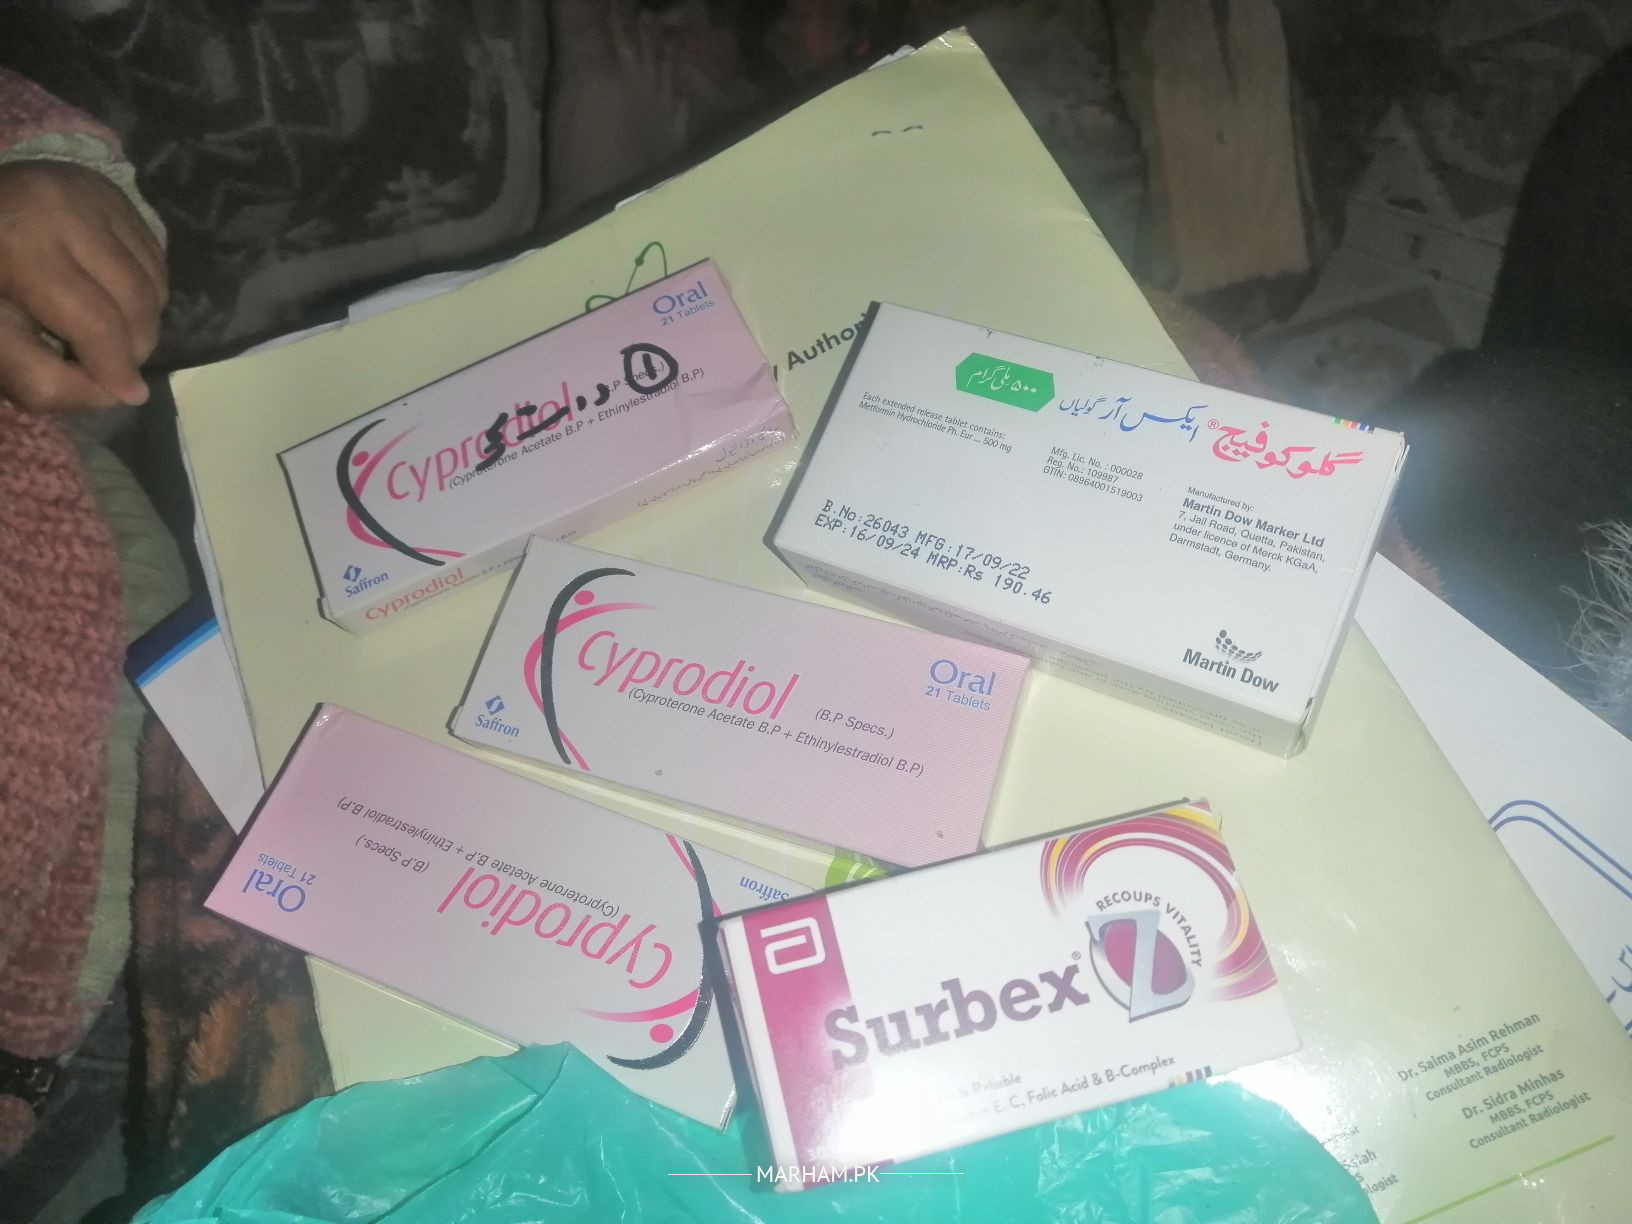 Oral
21 Tablets
Cyprodiol
(Cyproterone Acetate B.P + Ethinylestradiol B.P)
Saffron
Cyprodiol
Author
۵۰۰ ملی گرام
گلوکوفیج® ایکس آر گولیاں
Each extended release tablet contains:
Metformin Hydrochloride Ph. Eur ... 500 mg
Mfg. Lic. No. : 000028
Reg. No.: 109987
GTIN: 08964001519003
Manufactured by:
Martin Dow Marker Ltd
7, Jail Road, Quetta, Pakistan,
under licence of Merck KGaA,
Darmstadt, Germany.
B.No:26043 MFG:17/09/22
EXP:16/09/24 MRP:Rs 190.46
Martin Dow
Cyprodiol
(B.P Specs.)
(Cyproterone Acetate B.P + Ethinylestradiol B.P)
Oral
21 Tablets
Saffron
Cyprodiol
(B.P Specs.)
(Cyproterone Acetate B.P + Ethinylestradiol B.P)
Oral
21 Tablets
Saffron
RECOUPS VITALITY
Surbex® Z
& Reliable
E, C, Folic Acid & B-Complex
Dr. Saima Asim Rehman
MBBS, FCPS
Consultant Radiologist
Dr. Sidra Minhas
MBBS, FCPS
Consultant Radiologist
MARHAM.PK